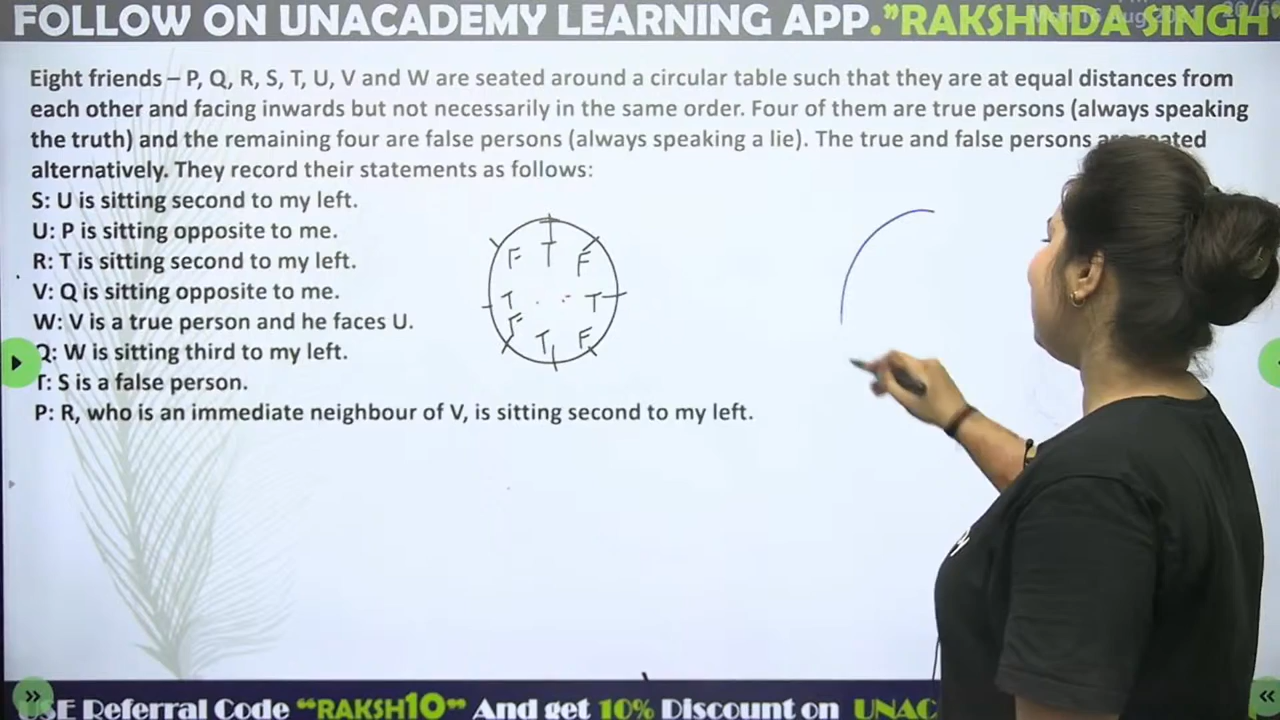 FOLLOW ON UNACADEMY LEARNING APP.”RAKSHNDA SINGH
Eight friends – P, Q, R, S, T, U, V and W are seated around a circular table such that they are at equal distances from
each other and facing inwards but not necessarily in the same order. Four of them are true persons (always speaking
the truth) and the remaining four are false persons (always speaking a lie). The true and false persons
alternatively. They record their statements as follows:
S: U is sitting second to my left.
U: P is sitting opposite to me.
R: T is sitting second to my left.
V: Q is sitting opposite to me.
W: V is a true person and he faces U.
Q: W is sitting third to my left.
T: S is a false person.
P: R, who is an immediate neighbour of V, is sitting second to my left.
F T F
T T
F T F
USE Referral Code “RAKSH10” And get 10% Discount on UNAC